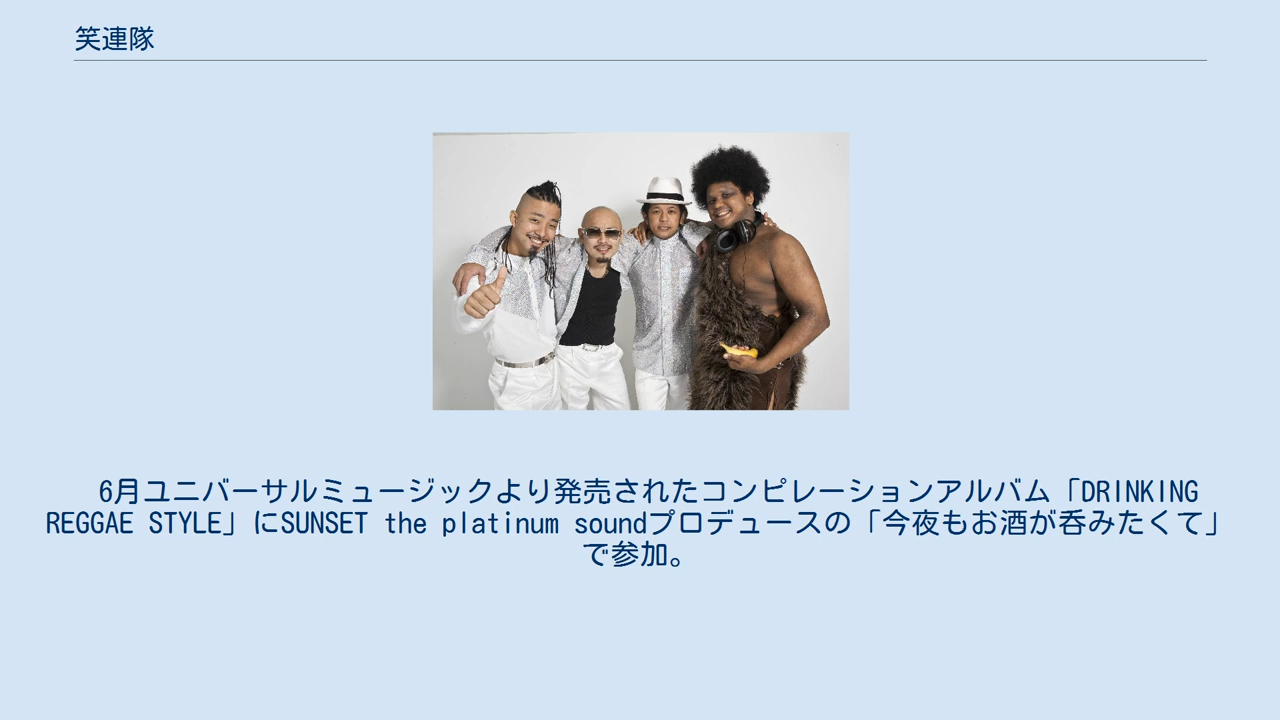 笑連隊
6月ユニバーサルミュージックより発売されたコンピレーションアルバム「DRINKING
REGGAE STYLE」にSUNSET the platinum soundプロデュースの「今夜もお酒が呑みたくて」
で参加。